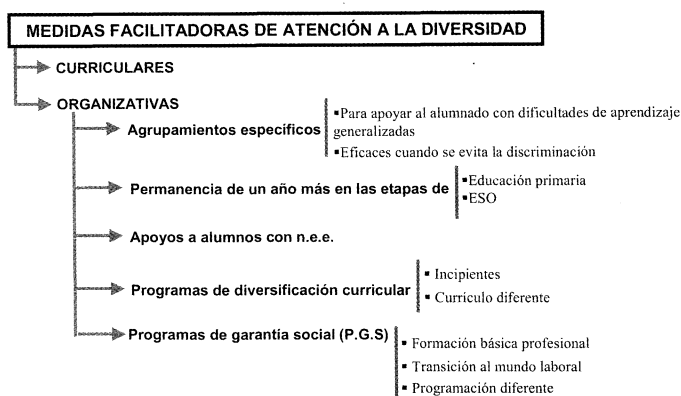 MEDIDAS FACILITADORAS DE ATENCIÓN A LA DIVERSIDAD
CURRICULARES
ORGANIZATIVAS
Agrupamientos específicos
▪Para apoyar al alumnado con dificultades de aprendizaje
generalizadas
▪Eficaces cuando se evita la discriminación
Permanencia de un año más en las etapas de
▪Educación primaria
▪ESO
Apoyos a alumnos con n.e.e.
Programas de diversificación curricular
▪ Incipientes
▪ Currículo diferente
Programas de garantía social (P.G.S)
▪ Formación básica profesional
▪ Transición al mundo laboral
▪ Programación diferente